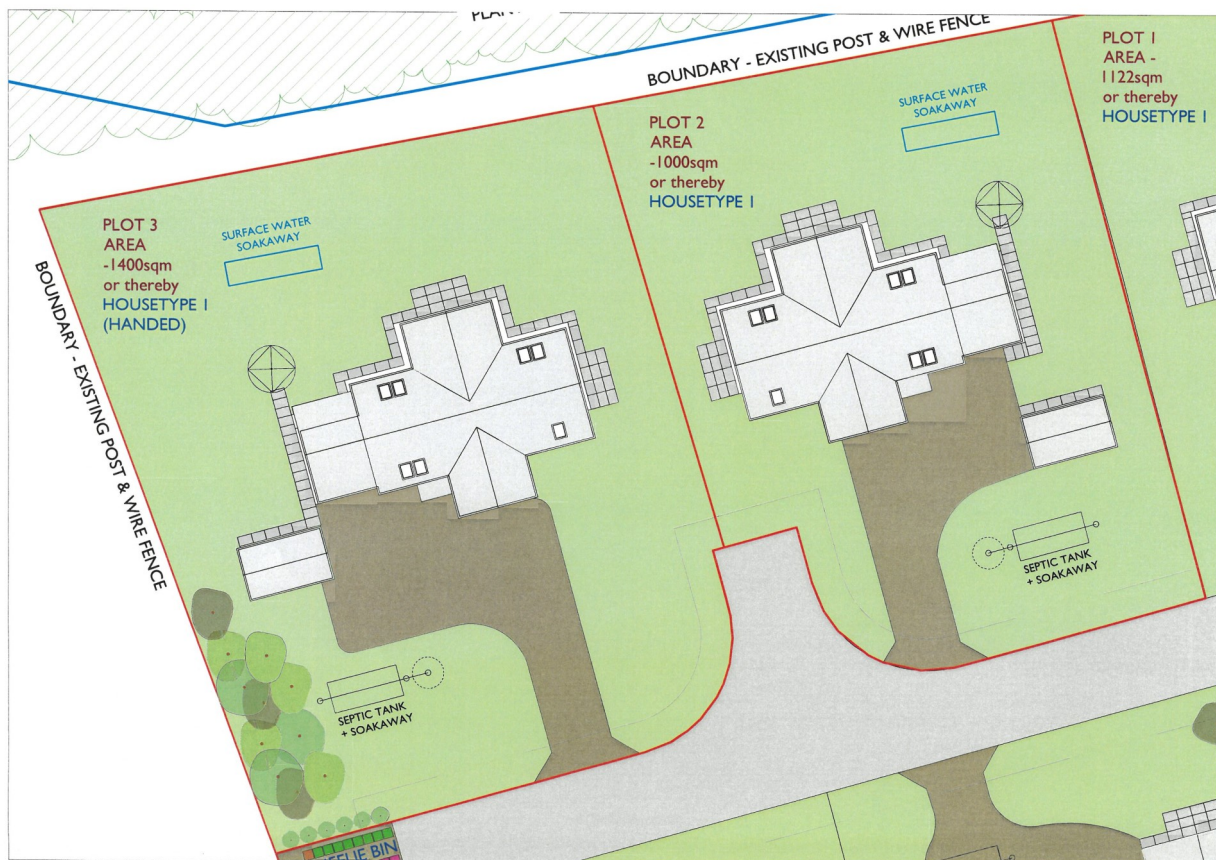 BOUNDARY - EXISTING POST & WIRE FENCE
PLOT 1
AREA -
1122sqm
or thereby
HOUSETYPE 1
SURFACE WATER
SOAKAWAY
PLOT 2
AREA
-1000sqm
or thereby
HOUSETYPE 1
PLOT 3
AREA
-1400sqm
or thereby
HOUSETYPE 1
(HANDED)
SURFACE WATER
SOAKAWAY
BOUNDARY - EXISTING POST & WIRE FENCE
SEPTIC TANK
+ SOAKAWAY
SEPTIC TANK
+ SOAKAWAY
BIN